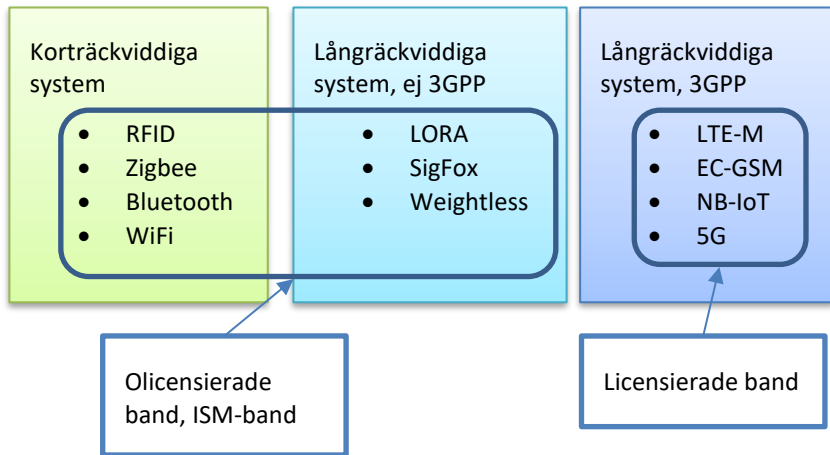 Korträckviddiga
system
• RFID
• Zigbee
• Bluetooth
• WiFi
Långräckviddiga
system, ej 3GPP
• LORA
• SigFox
• Weightless
Långräckviddiga
system, 3GPP
• LTE-M
• EC-GSM
• NB-IoT
• 5G
Olicensierade
band, ISM-band
Licensierade band